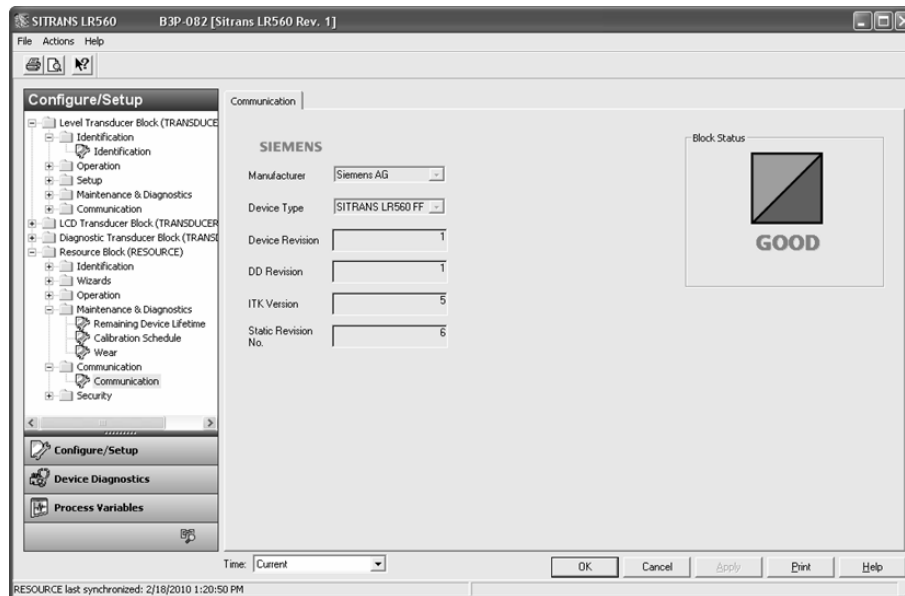 SITRANS LR560 B3P-082 [Sitrans LR560 Rev. 1]
File Actions Help
Configure/Setup
Level Transducer Block (TRANSDUCE
Identification
Identification
Operation
Setup
Maintenance & Diagnostics
Communication
LCD Transducer Block (TRANSDUCER
Diagnostic Transducer Block (TRANSD
Resource Block (RESOURCE)
Identification
Wizards
Operation
Maintenance & Diagnostics
Remaining Device Lifetime
Calibration Schedule
Wear
Communication
Communication
Security
Configure/Setup
Device Diagnostics
Process Variables
Communication
SIEMENS
Manufacturer Siemens AG
Device Type SITRANS LR560 FF
Device Revision 1
DD Revision 1
ITK Version 5
Static Revision
No. 6
Block Status
GOOD
Time: Current
OK Cancel Apply Print Help
RESOURCE last synchronized: 2/18/2010 1:20:50 PM